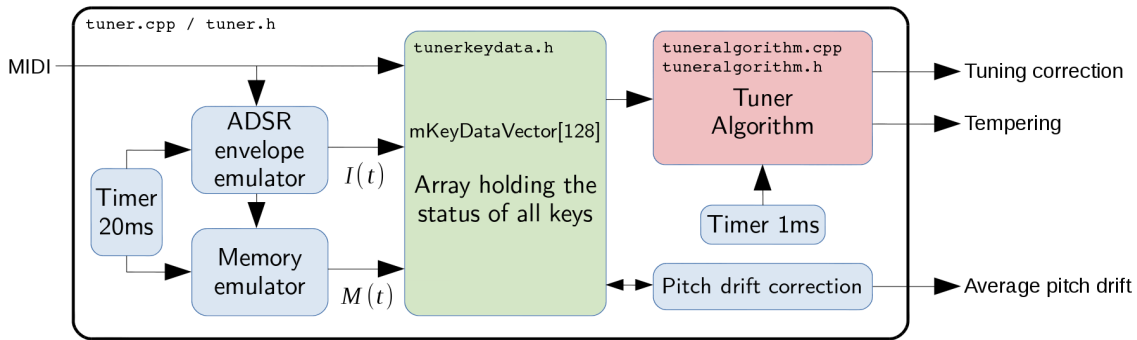 tuner.cpp / tuner.h
MIDI
ADSR
envelope
emulator
Timer
20ms
Memory
emulator
I(t)
M(t)
tunerkeydata.h
mKeyDataVector[128]
Array holding the
status of all keys
tuneralgorithm.cpp
tuneralgorithm.h
Tuner
Algorithm
Timer 1ms
Pitch drift correction
Tuning correction
Tempering
Average pitch drift